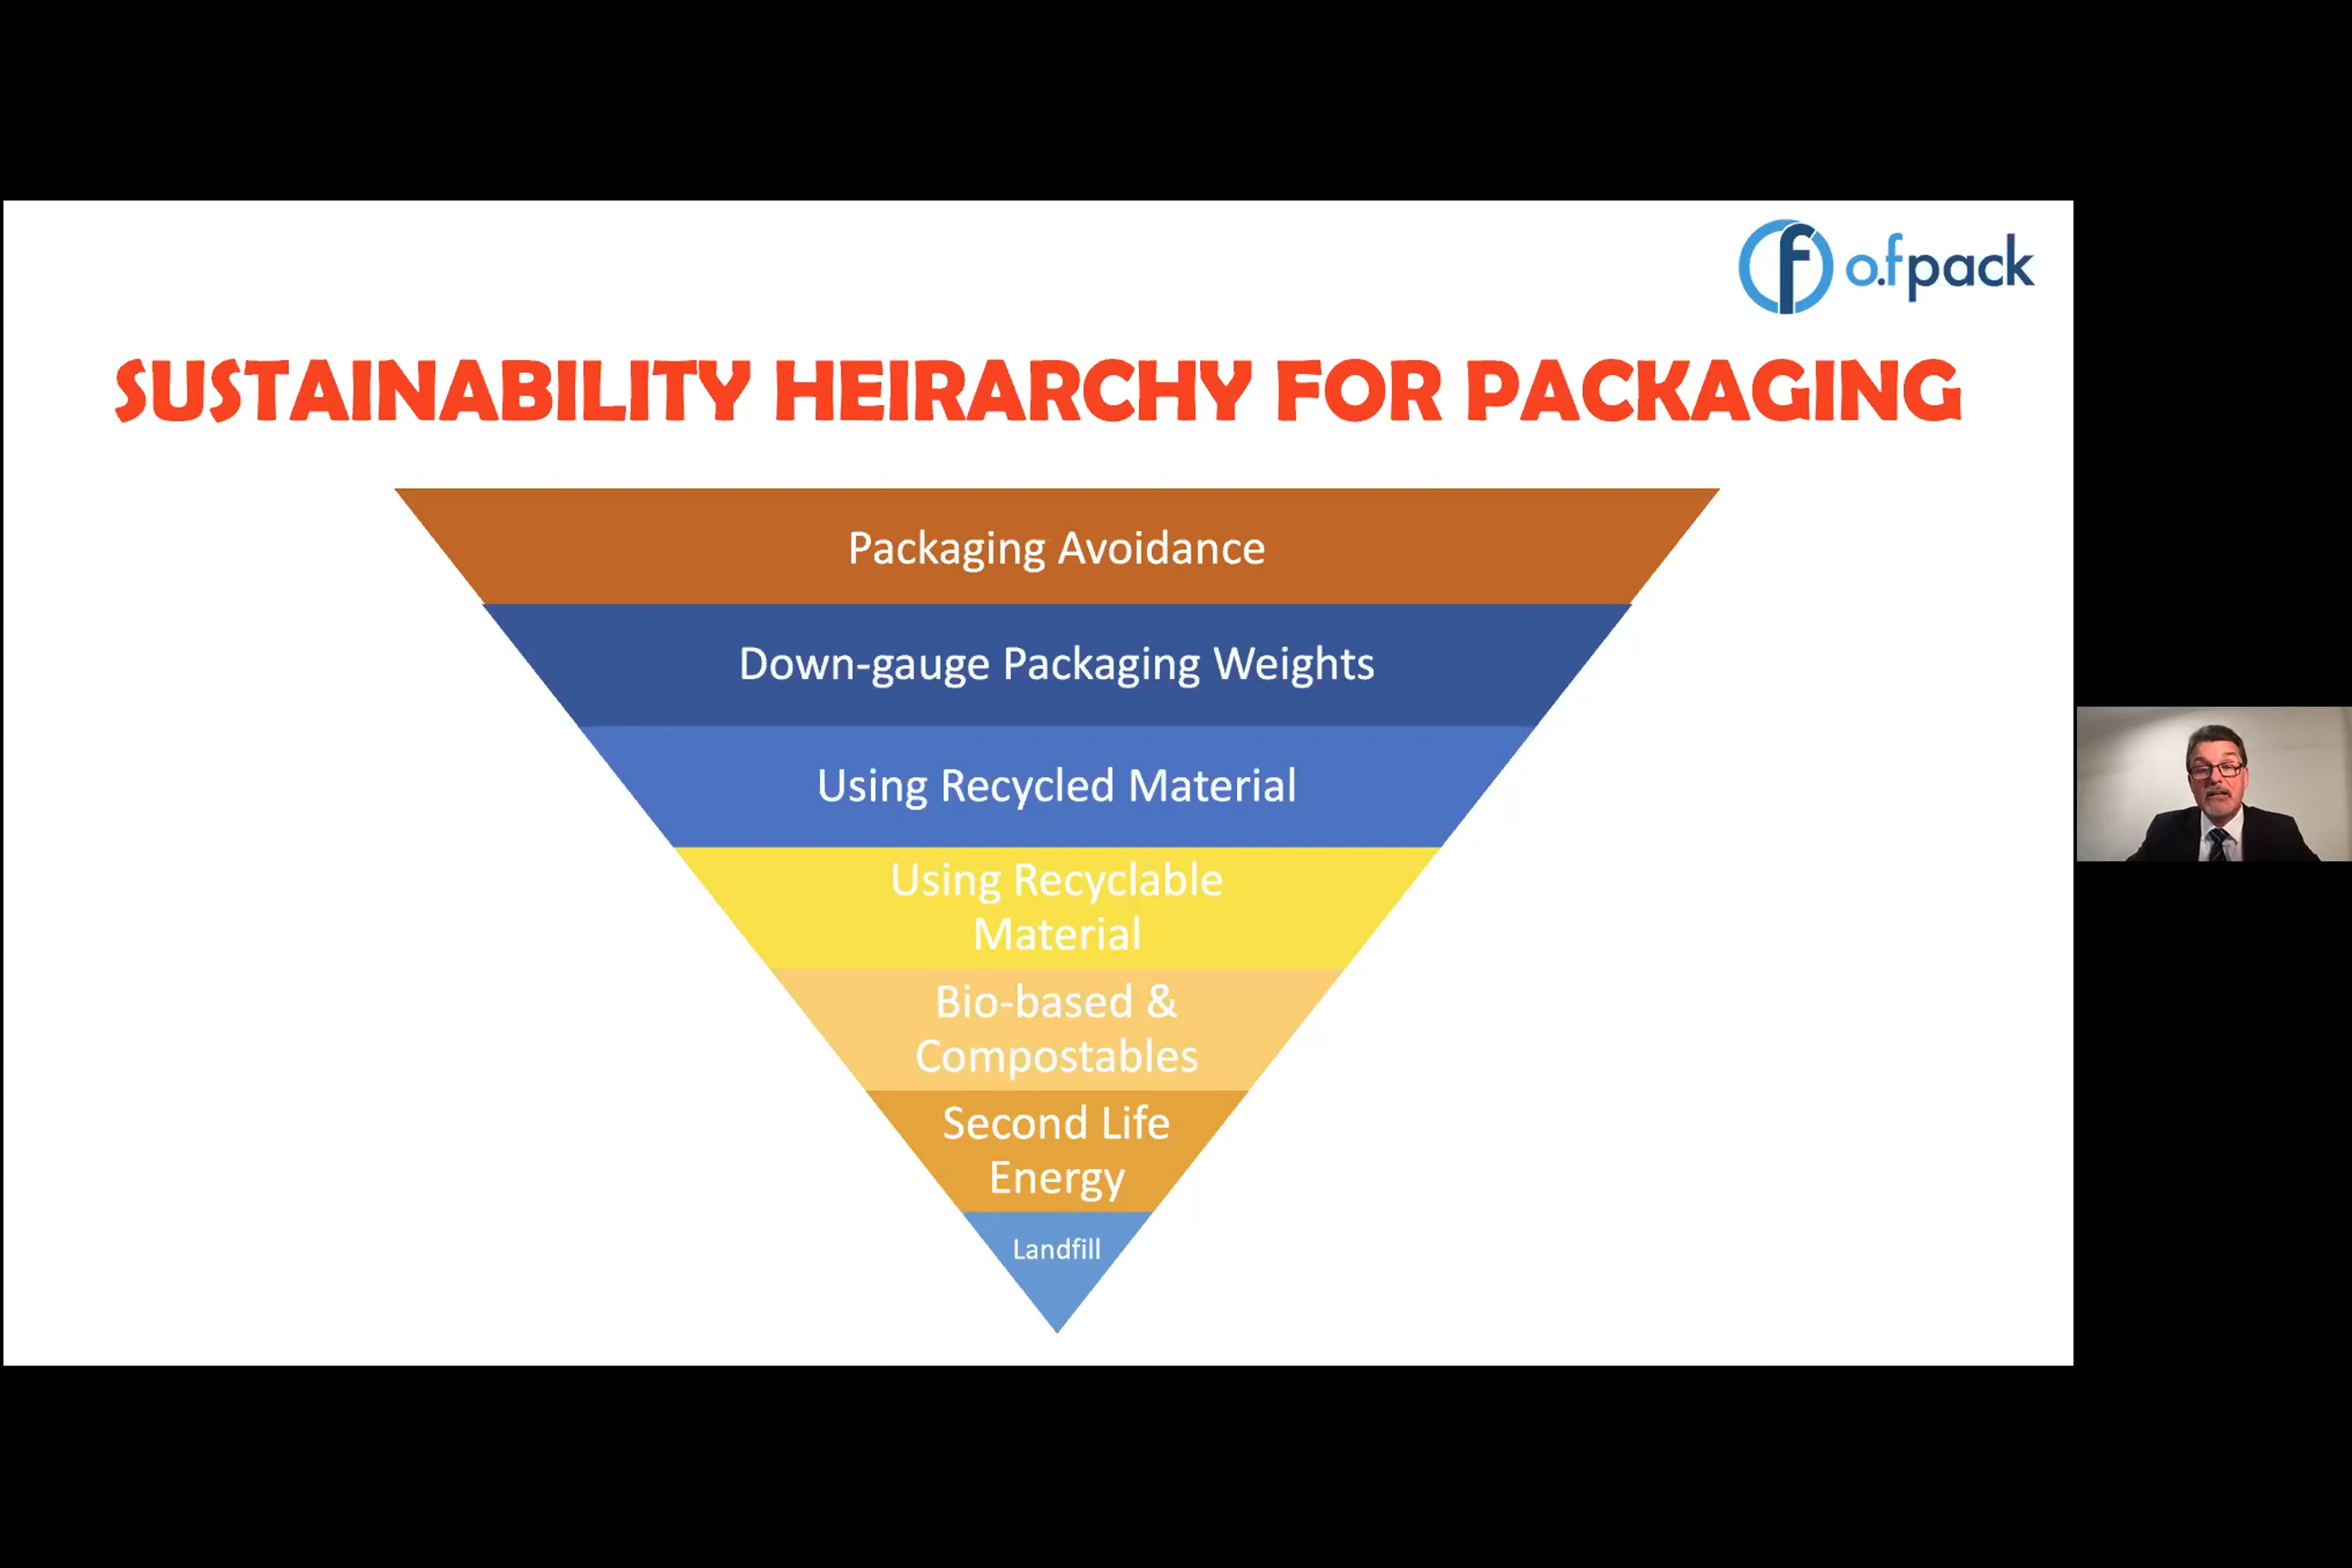 o.fpack
SUSTAINABILITY HEIRARCHY FOR PACKAGING
Packaging Avoidance
Down-gauge Packaging Weights
Using Recycled Material
Using Recyclable
Material
Bio-based &
Compostables
Second Life
Energy
Landfill